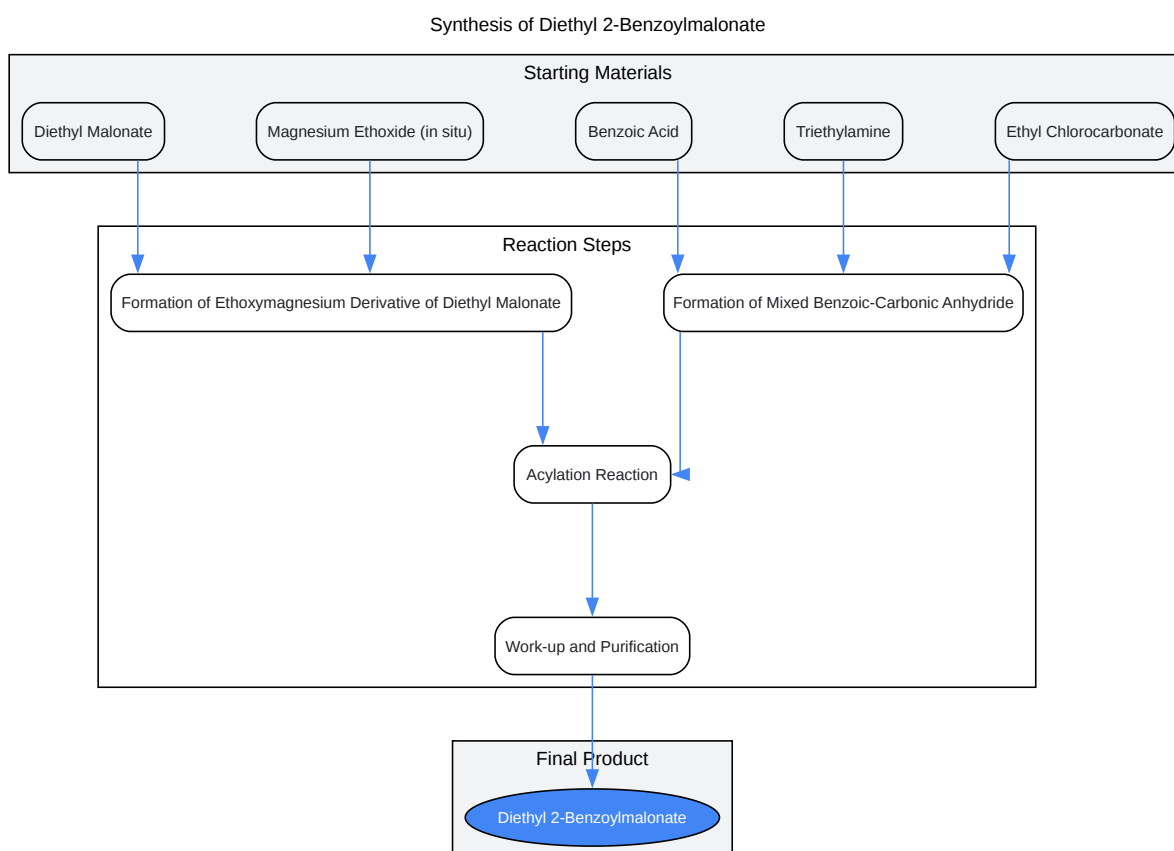 Synthesis of Diethyl 2-Benzoylmalonate
Starting Materials
Diethyl Malonate
Magnesium Ethoxide (in situ)
Benzoic Acid
Triethylamine
Ethyl Chlorocarbonate
Reaction Steps
Formation of Ethoxymagnesium Derivative of Diethyl Malonate
Formation of Mixed Benzoic-Carbonic Anhydride
Acylation Reaction
Work-up and Purification
Final Product
Diethyl 2-Benzoylmalonate